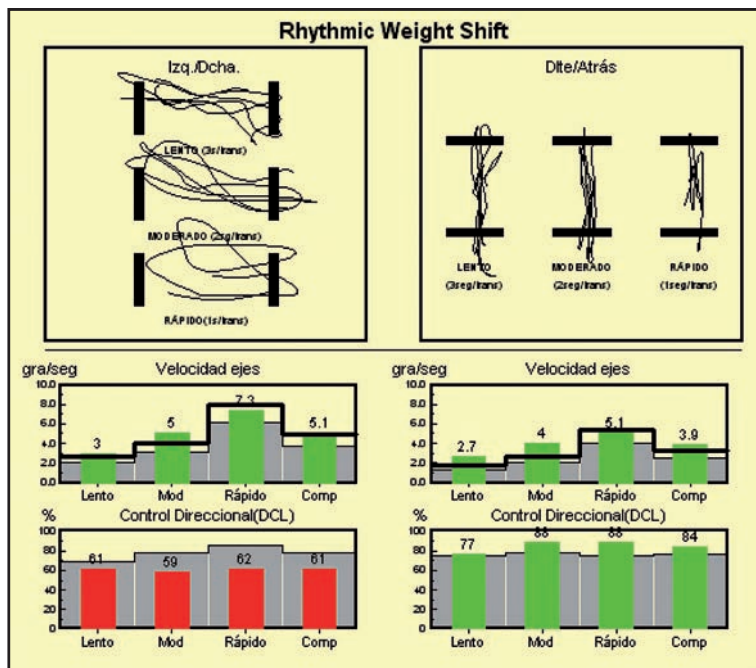 Rhythmic Weight Shift
Izq./Dcha.
LENTO (3s/trans)
MODERADO (2sg/trans)
RÁPIDO(1s/trans)
Dlte/Atrás
LENTO MODERADO RÁPIDO
(3seg/trans) (2seg/trans) (1seg/trans)
gra/seg Velocidad ejes
10.0
8.0
6.0
4.0
2.0
0.0
3 5 7.3 5.1
Lento Mod Rápido Comp
% Control Direccional(DCL)
100
80
60
40
20
0
61 59 62 61
Lento Mod Rápido Comp
gra/seg Velocidad ejes
10.0
8.0
6.0
4.0
2.0
0.0
2.7 4 5.1 3.9
Lento Mod Rápido Comp
% Control Direccional(DCL)
100
80
60
40
20
0
77 88 88 84
Lento Mod Rápido Comp